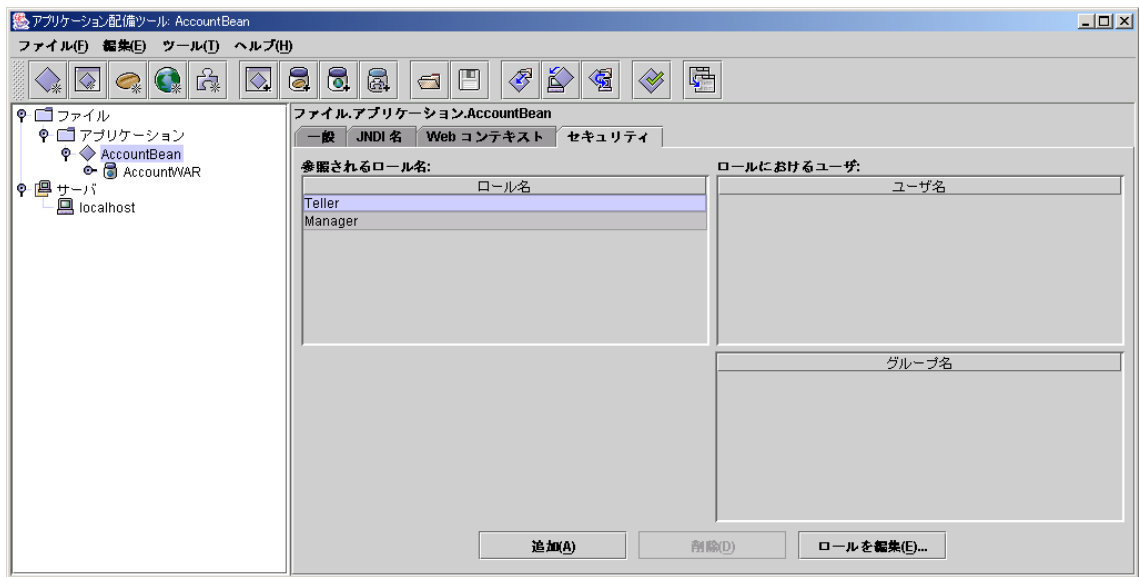 アプリケーション配備ツール: AccountBean
ファイル(F) 編集(E) ツール(T) ヘルプ(H)
ファイル
アプリケーション
AccountBean
AccountWAR
サーバ
localhost
ファイル.アプリケーション.AccountBean
一般 JNDI 名 Web コンテキスト セキュリティ
参照されるロール名:
ロール名
Teller
Manager
ロールにおけるユーザ:
ユーザ名
グループ名
追加(A) 削除(D) ロールを編集(E)...